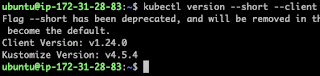 ubuntu@ip-172-31-28-83:~$ kubectl version --short --client
Flag --short has been deprecated, and will be removed in th
 become the default.
Client Version: v1.24.0
Kustomize Version: v4.5.4
ubuntu@ip-172-31-28-83:~$